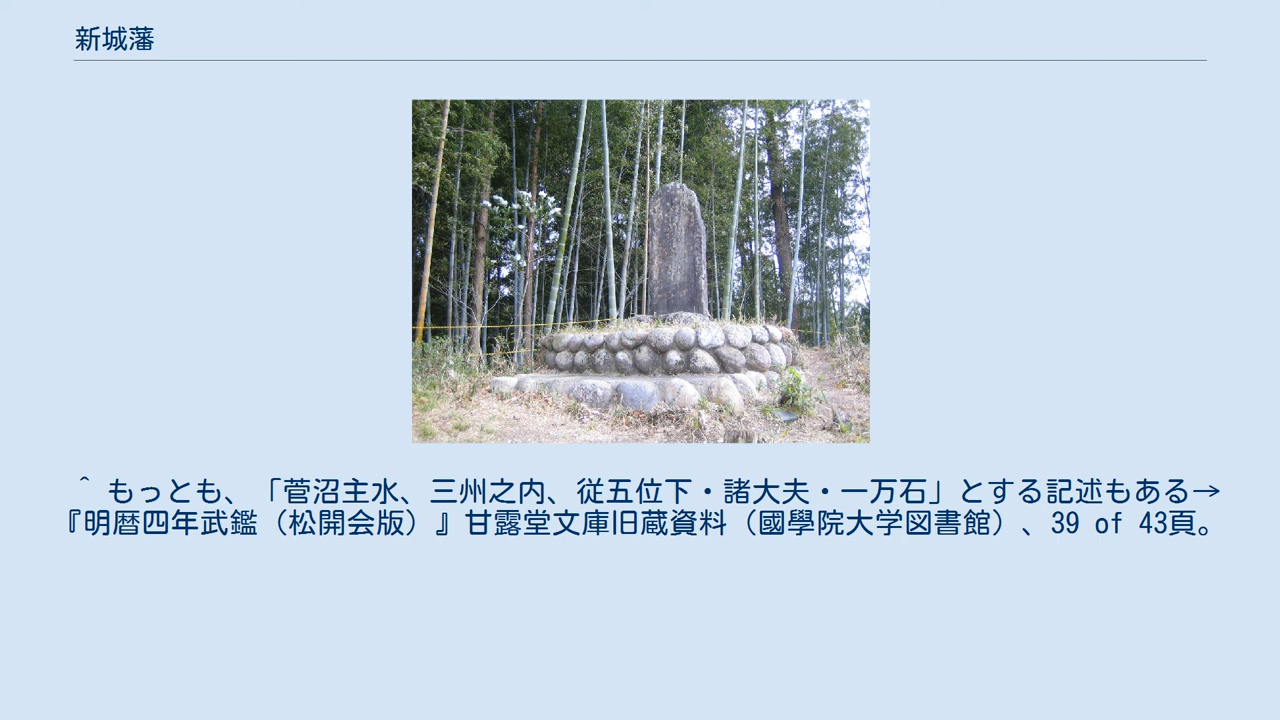 新城藩
^ もっとも、「菅沼主水、三州之内、従五位下・諸大夫・一万石」とする記述もある→
『明暦四年武鑑（松開会版）』甘露堂文庫旧蔵資料（國學院大学図書館）、39 of 43頁。